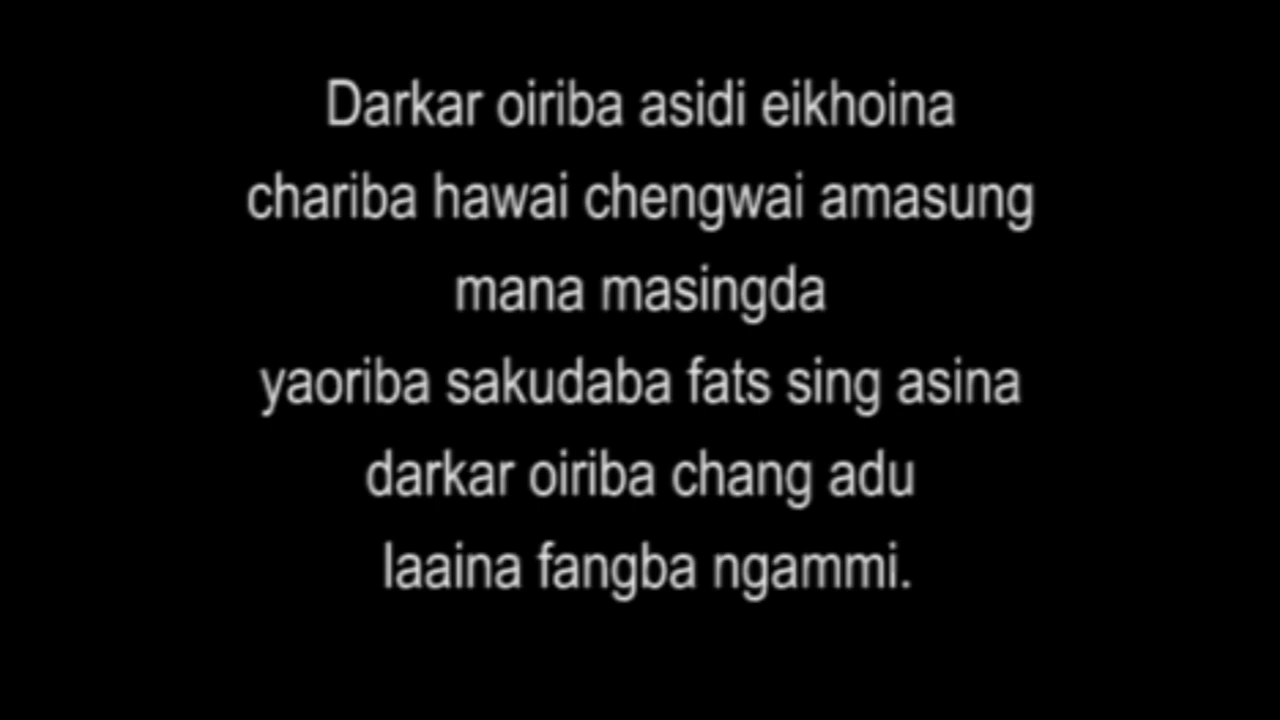 Darkar oiriba asidi eikhoina
chariba hawai chengwai amasung
mana masingda
yaoriba sakudaba fats sing asina
darkar oiriba chang adu
laaina fangba ngammi.